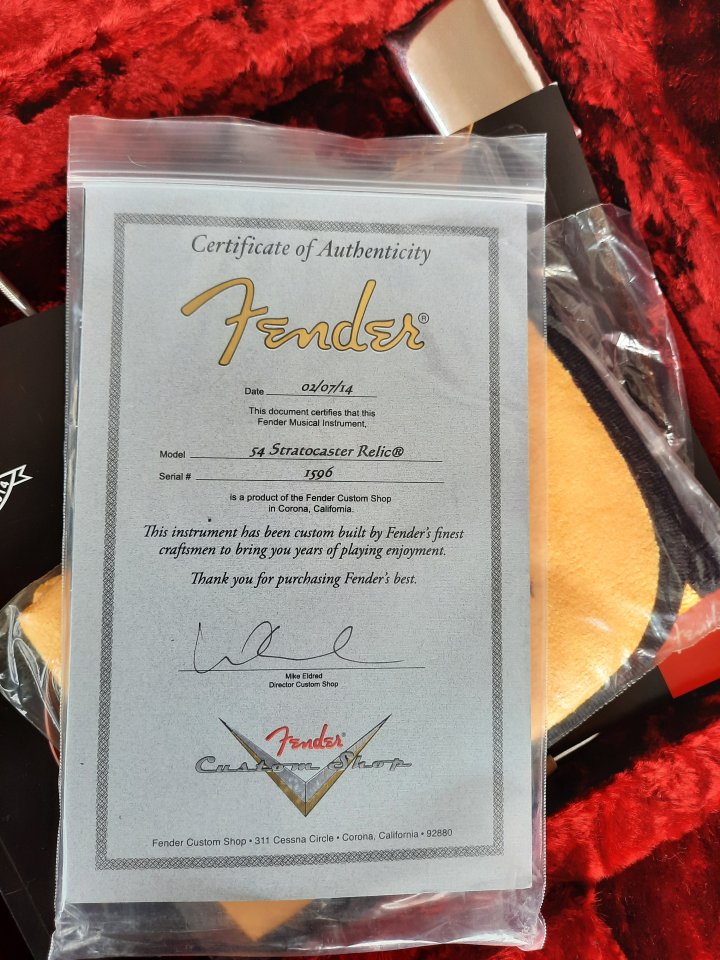 Certificate of Authenticity
Fender®
Date 02/07/14
This document certifies that this
Fender Musical Instrument,
Model 54 Stratocaster Relic®
Serial # 1596
is a product of the Fender Custom Shop
in Corona, California.
This instrument has been custom built by Fender's finest
craftsmen to bring you years of playing enjoyment.
Thank you for purchasing Fender's best.
Mike Eldred
Director Custom Shop
Fender®
Custom Shop
Fender Custom Shop • 311 Cessna Circle • Corona, California • 92880